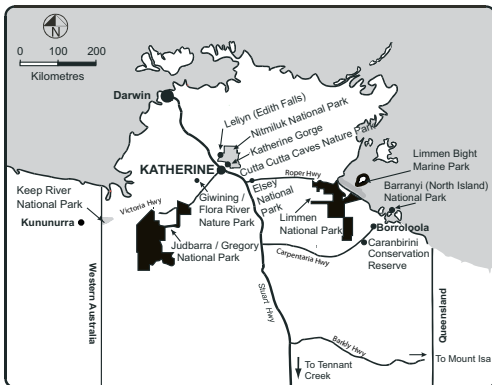 N
0 100 200
Kilometres
Darwin
Leliyn (Edith Falls)
Nitmiluk National Park
Katherine Gorge
Cutta Cutta Caves Nature Park
KATHERINE
Roper Hwy
Limmen Bight
Marine Park
Barranyi (North Island)
National Park
Keep River
National Park
Kununurra
Victoria Hwy
Giwining /
Flora River
Nature Park
Elsey
National
Park
Limmen
National Park
Borroloola
Judbarra / Gregory
National Park
Carpentaria Hwy
Caranbirini
Conservation
Reserve
Western Australia
Stuart Hwy
Queensland
Barkly Hwy
To Mount Isa
To Tennant
Creek